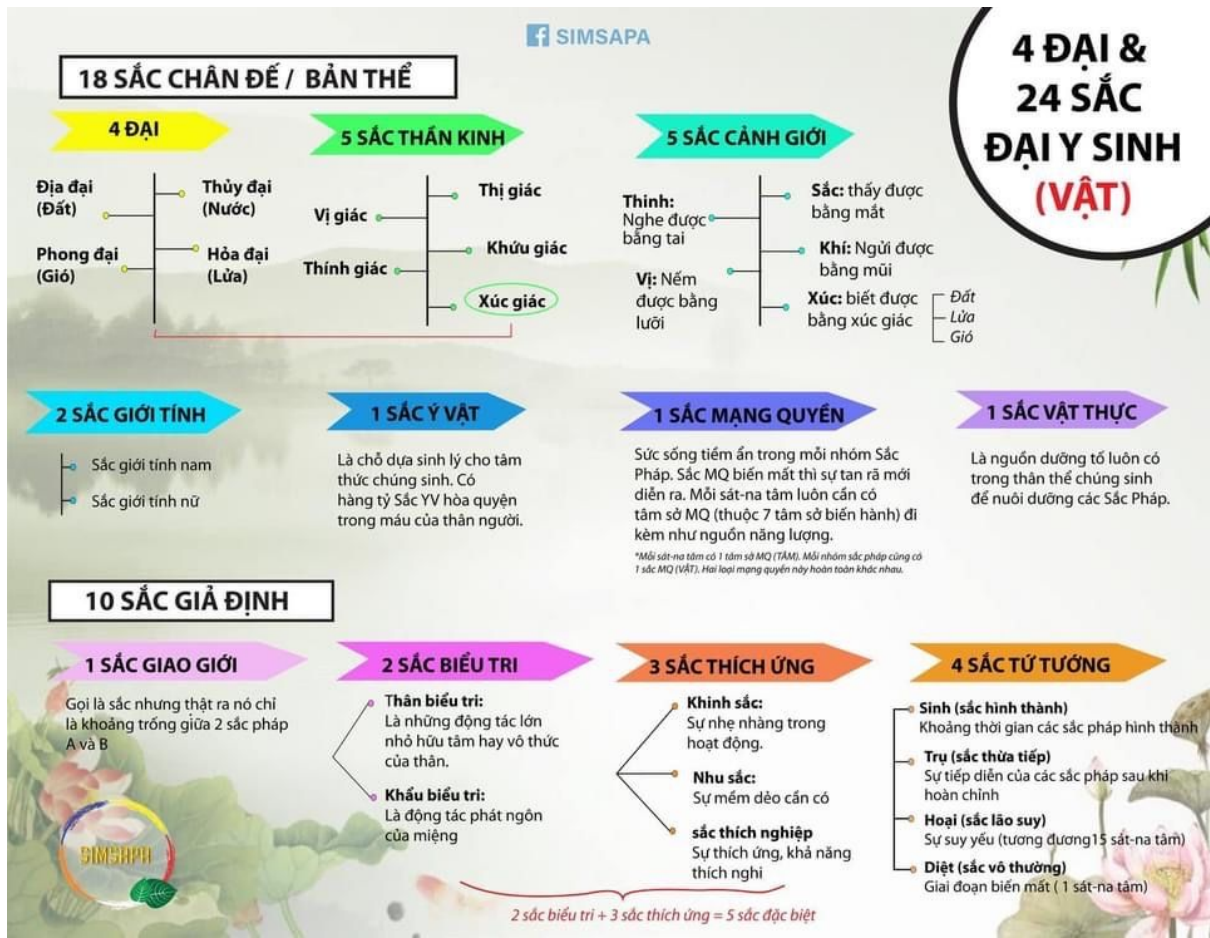 SIMSAPA
4 ĐẠI &
24 SẮC
ĐẠI Y SINH
(VẬT)
18 SẮC CHÂN ĐẾ / BẢN THỂ
4 ĐẠI
Địa đại
(Đất)
Thủy đại
(Nước)
Phong đại
(Gió)
Hỏa đại
(Lửa)
5 SẮC THẦN KINH
Thị giác
Vị giác
Khứu giác
Thính giác
Xúc giác
5 SẮC CẢNH GIỚI
Sắc: thấy được
bằng mắt
Thinh:
Nghe được
bằng tai
Khí: Ngửi được
bằng mũi
Vị: Nếm
được bằng
lưỡi
Xúc: biết được
bằng xúc giác
Đất
Lửa
Gió
2 SẮC GIỚI TÍNH
Sắc giới tính nam
Sắc giới tính nữ
1 SẮC Ý VẬT
Là chỗ dựa sinh lý cho tâm
thức chúng sinh. Có
hàng tỷ Sắc YV hòa quyện
trong máu của thân người.
1 SẮC MẠNG QUYỀN
Sức sống tiềm ẩn trong mỗi nhóm Sắc
Pháp. Sắc MQ biến mất thì sự tan rã mới
diễn ra. Mỗi sát-na tâm luôn cần có
tâm sở MQ (thuộc 7 tâm sở biến hành) đi
kèm như nguồn năng lượng.
*Mỗi sát-na tâm có 1 tâm sở MQ (TÂM). Mỗi nhóm sắc pháp cũng có
1 sắc MQ (VẬT). Hai loại mạng quyền này hoàn toàn khác nhau.
1 SẮC VẬT THỰC
Là nguồn dưỡng tố luôn có
trong thân thể chúng sinh
để nuôi dưỡng các Sắc Pháp.
10 SẮC GIẢ ĐỊNH
1 SẮC GIAO GIỚI
Gọi là sắc nhưng thật ra nó chỉ
là khoảng trống giữa 2 sắc pháp
A và B
2 SẮC BIỂU TRI
Thân biểu tri:
Là những động tác lớn
nhỏ hữu tâm hay vô thức
của thân.
Khẩu biểu tri:
Là động tác phát ngôn
của miệng
3 SẮC THÍCH ỨNG
Khinh sắc:
Sự nhẹ nhàng trong
hoạt động.
Nhu sắc:
Sự mềm dẻo cần có
sắc thích nghiệp
Sự thích ứng, khả năng
thích nghi
4 SẮC TỨ TƯỚNG
Sinh (sắc hình thành)
Khoảng thời gian các sắc pháp hình thành
Trụ (sắc thừa tiếp)
Sự tiếp diễn của các sắc pháp sau khi
hoàn chỉnh
Hoại (sắc lão suy)
Sự suy yếu (tương đương15 sát-na tâm)
Diệt (sắc vô thường)
Giai đoạn biến mất ( 1 sát-na tâm)
2 sắc biểu tri + 3 sắc thích ứng = 5 sắc đặc biệt
SIMSAPA